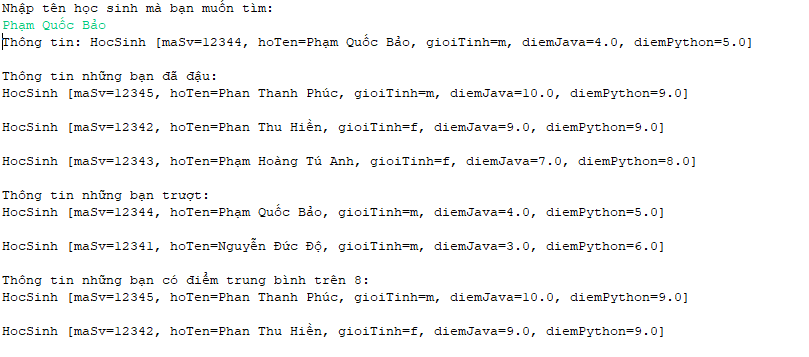 Nhập tên học sinh mà bạn muốn tìm:
Phạm Quốc Bảo
Thông tin: HocSinh [maSv=12344, hoTen=Phạm Quốc Bảo, gioiTinh=m, diemJava=4.0, diemPython=5.0]
Thông tin những bạn đã đậu:
HocSinh [maSv=12345, hoTen=Phan Thanh Phúc, gioiTinh=m, diemJava=10.0, diemPython=9.0]
HocSinh [maSv=12342, hoTen=Phan Thu Hiền, gioiTinh=f, diemJava=9.0, diemPython=9.0]
HocSinh [maSv=12343, hoTen=Phạm Hoàng Tú Anh, gioiTinh=f, diemJava=7.0, diemPython=8.0]
Thông tin những bạn trượt:
HocSinh [maSv=12344, hoTen=Phạm Quốc Bảo, gioiTinh=m, diemJava=4.0, diemPython=5.0]
HocSinh [maSv=12341, hoTen=Nguyễn Đức Độ, gioiTinh=m, diemJava=3.0, diemPython=6.0]
Thông tin những bạn có điểm trung bình trên 8:
HocSinh [maSv=12345, hoTen=Phan Thanh Phúc, gioiTinh=m, diemJava=10.0, diemPython=9.0]
HocSinh [maSv=12342, hoTen=Phan Thu Hiền, gioiTinh=f, diemJava=9.0, diemPython=9.0]